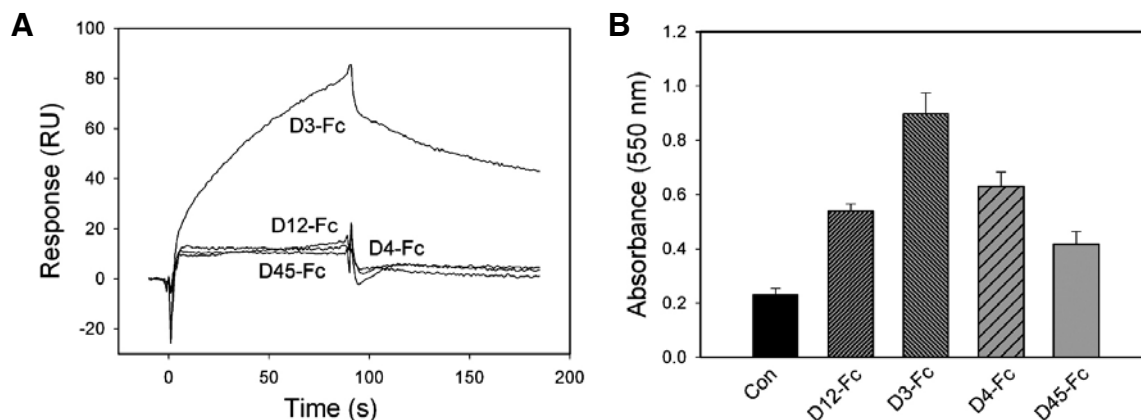 A
Response (RU)
100
80
60
40
20
0
-20
D3-Fc
D12-Fc
D4-Fc
D45-Fc
0 50 100 150 200
Time (s)
B
Absorbance (550 nm)
1.2
1.0
0.8
0.6
0.4
0.2
0.0
Con D12-Fc D3-Fc D4-Fc D45-Fc